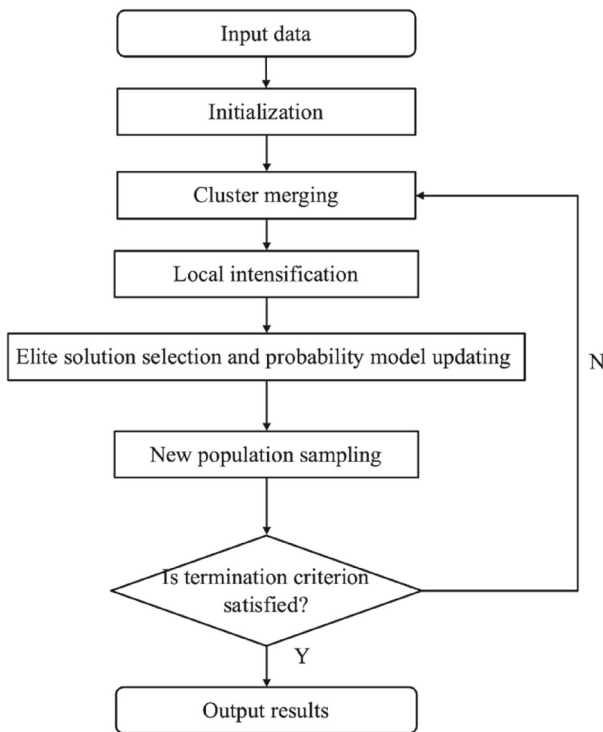 Input data
Initialization
Cluster merging
Local intensification
Elite solution selection and probability model updating
N
New population sampling
Is termination criterion
satisfied?
Y
Output results